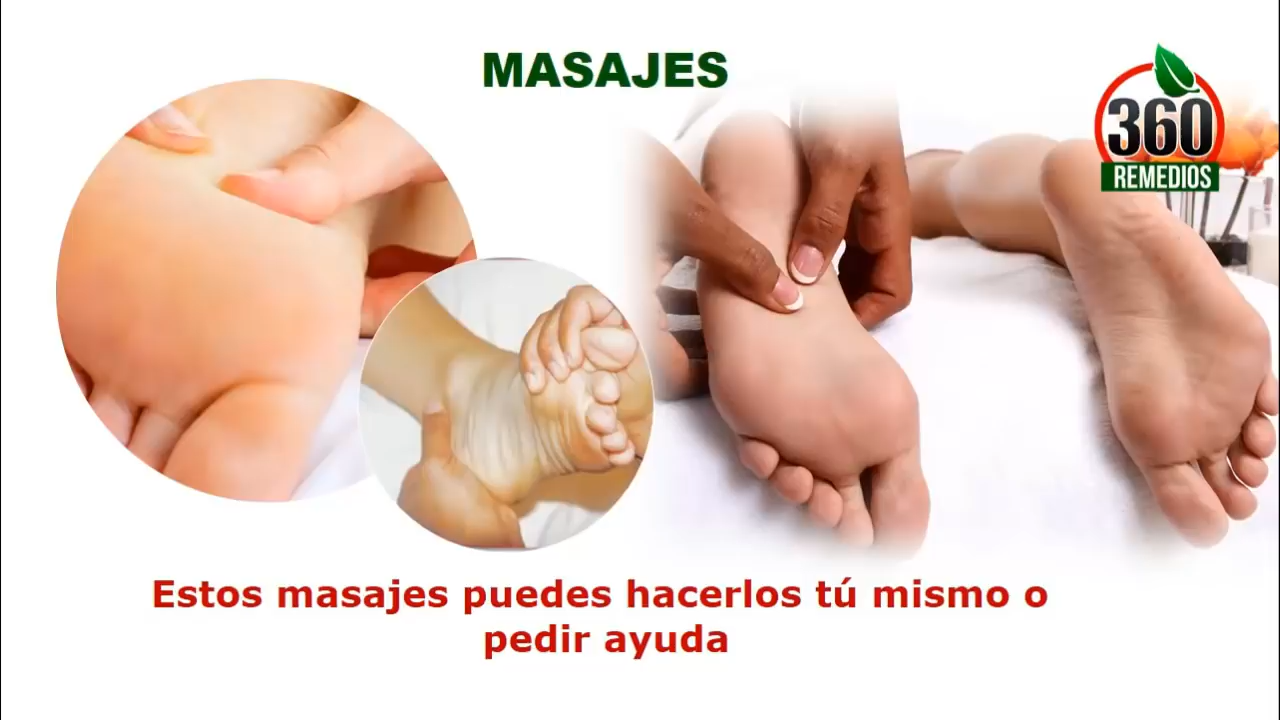 MASAJES
360
REMEDIOS
Estos masajes puedes hacerlos tú mismo o
pedir ayuda